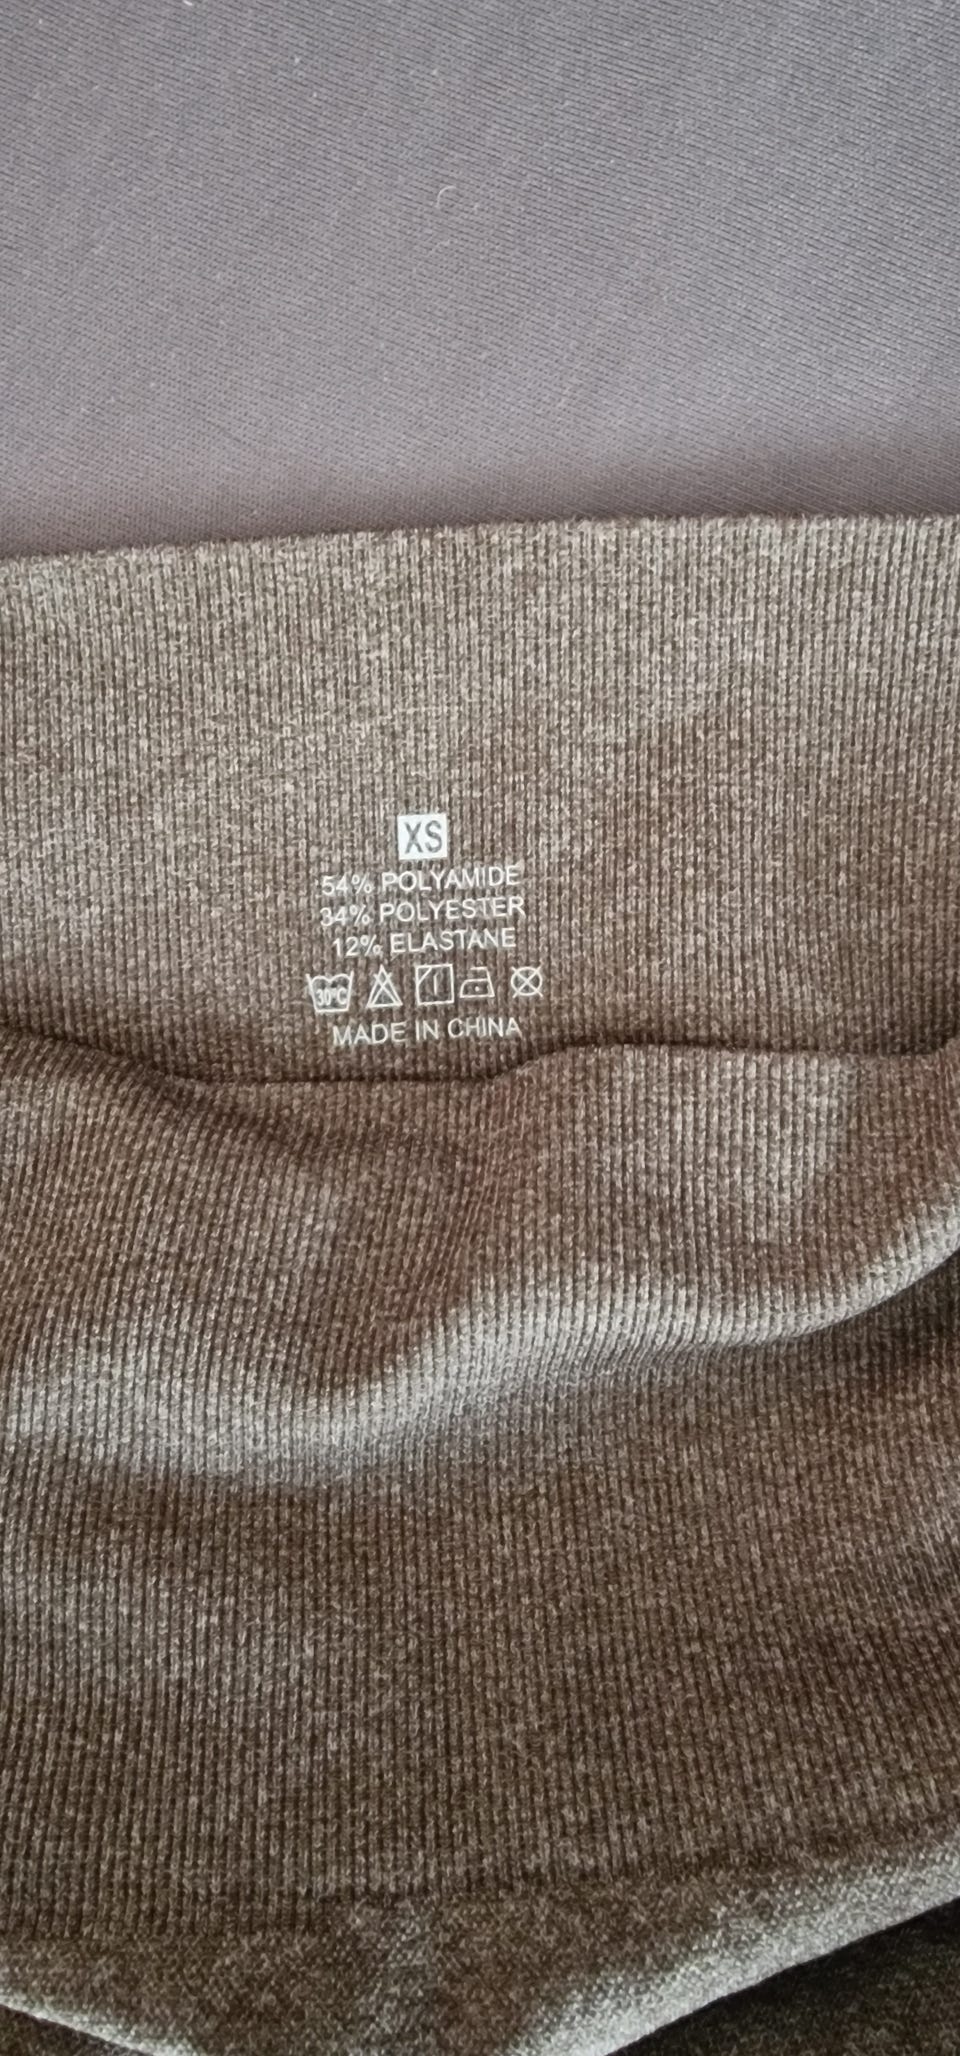 XS
54% POLYAMIDE
34% POLYESTER
12% ELASTANE
30°C
MADE IN CHINA